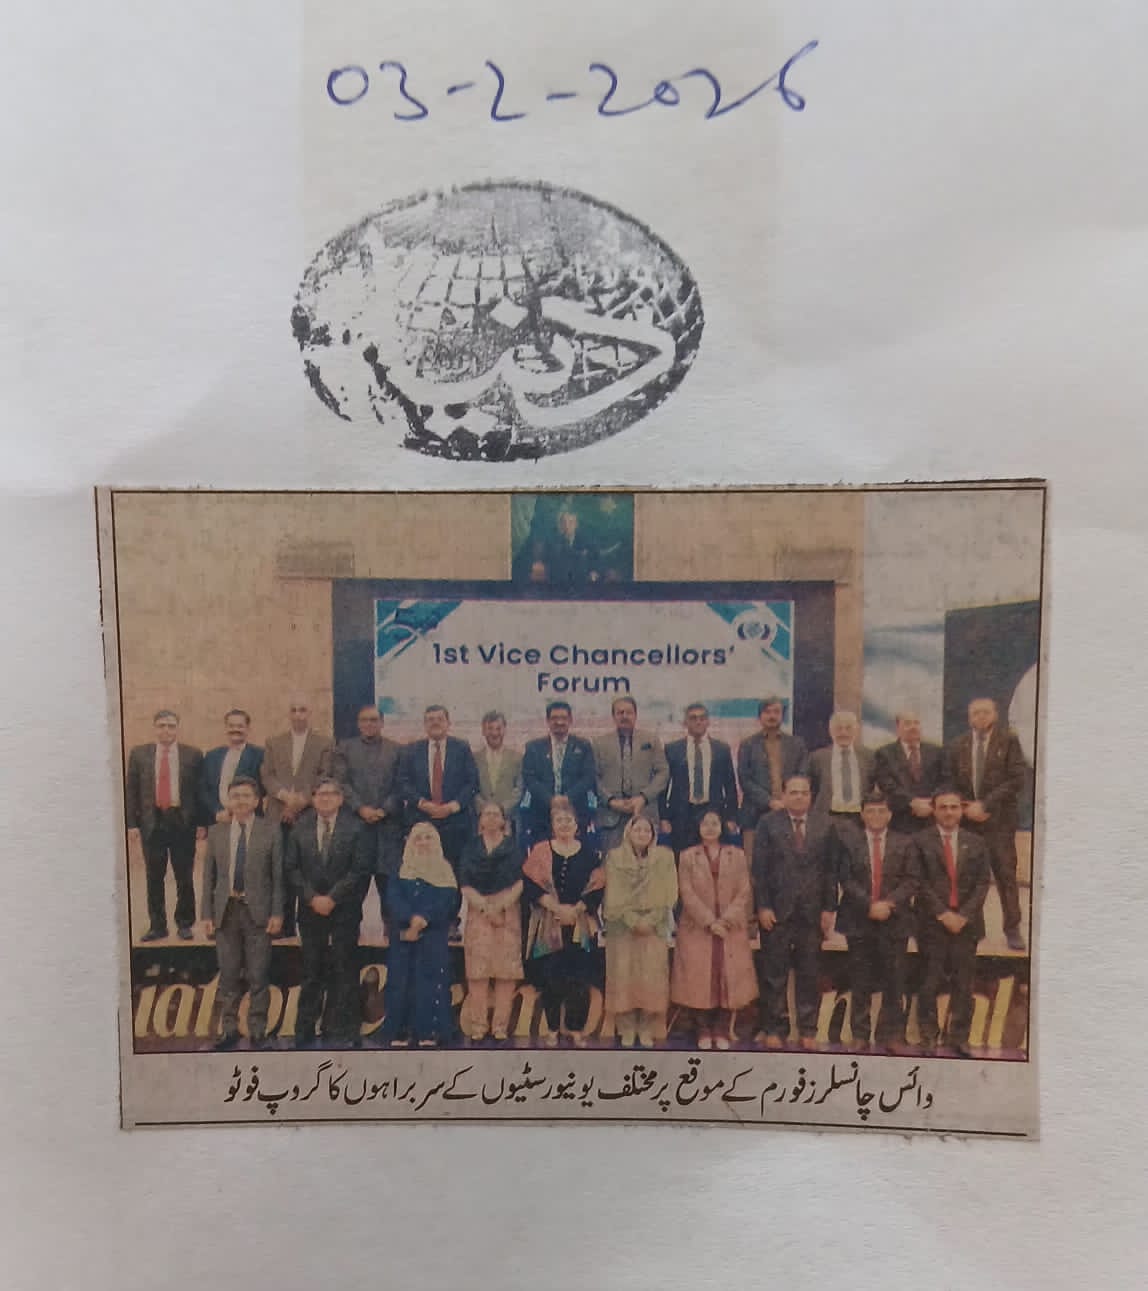 03-2-2026
دنیا
1st Vice Chancellors'
Forum
وائس چانسلرز فورم کے موقع پر مختلف یونیورسٹیوں کے سربراہوں کا گروپ فوٹو